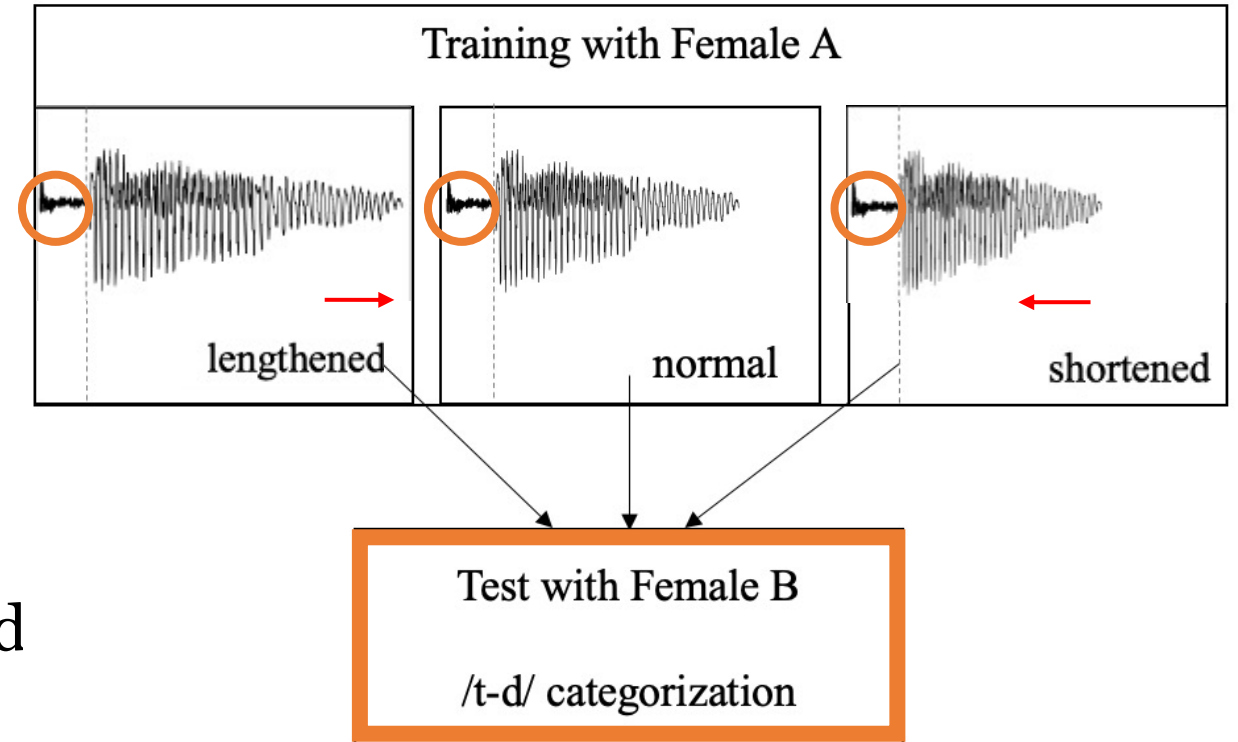 Training with Female A
lengthened
normal
shortened
Test with Female B
/t-d/ categorization
d